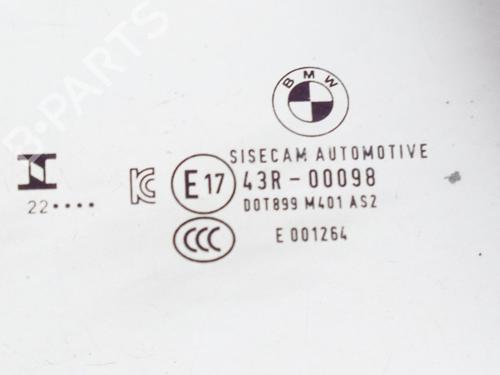 B-PARTS
BMW
SISECAM AUTOMOTIVE
E17 43R-00098
DOT899 M401 AS2
22••••
CCC
E 001264